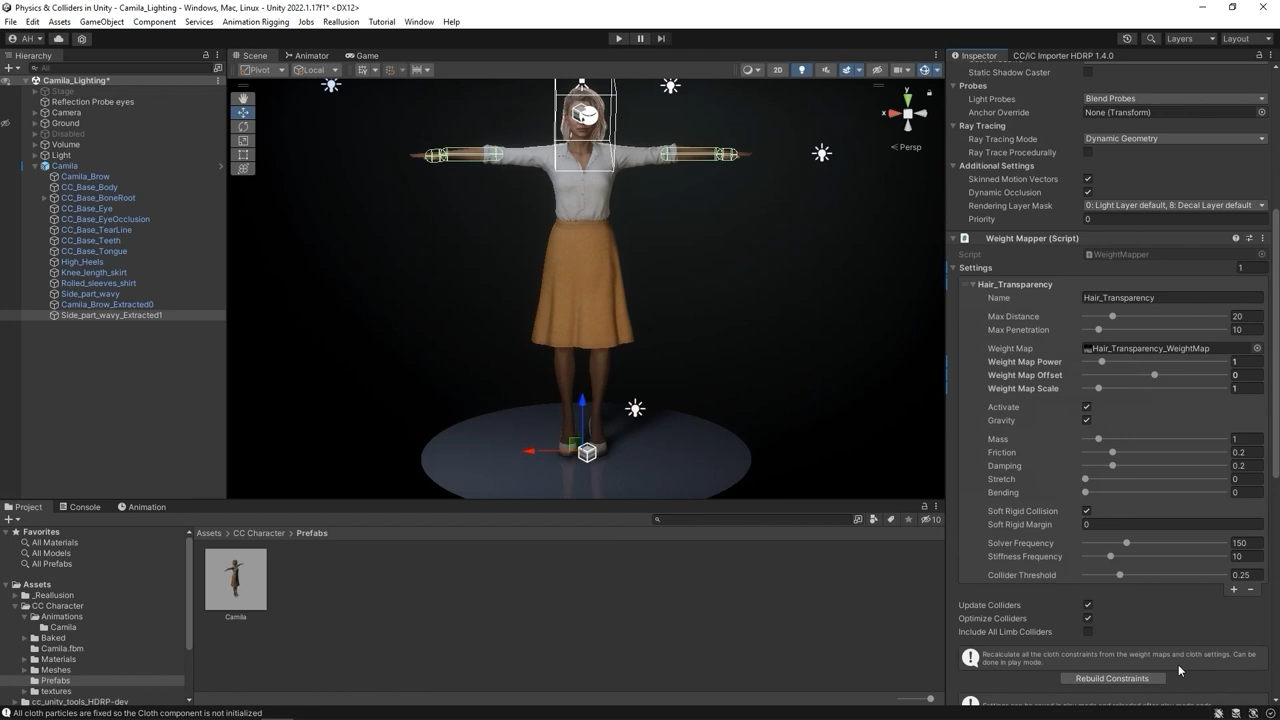 Physics & Colliders in Unity - Camila_Lighting - Windows, Mac, Linux - Unity 2022.1.17f1* <DX12>
File Edit Assets GameObject Component Services Animation Rigging Jobs Reallusion Tutorial Window Help
AH Layers Layout
Hierarchy
All
Camila_Lighting*
Stage
Reflection Probe eyes
Camera
Ground
Disabled
Volume
Light
Camila
Camila_Brow
CC_Base_Body
CC_Base_BoneRoot
CC_Base_Eye
CC_Base_EyeOcclusion
CC_Base_TearLine
CC_Base_Teeth
CC_Base_Tongue
High_Heels
Knee_length_skirt
Rolled_sleeves_shirt
Side_part_wavy
Camila_Brow_Extracted0
Side_part_wavy_Extracted1
Scene Animator Game
Pivot Local 2D
y
x
Persp
Inspector CC/iC Importer HDRP 1.4.0
Static Shadow Caster
Probes
Light Probes Blend Probes
Anchor Override None (Transform)
Ray Tracing
Ray Tracing Mode Dynamic Geometry
Ray Trace Procedurally
Additional Settings
Skinned Motion Vectors
Dynamic Occlusion
Rendering Layer Mask 0: Light Layer default, 8: Decal Layer default
Priority 0
Weight Mapper (Script)
Script WeightMapper
Settings 1
Hair_Transparency
Name Hair_Transparency
Max Distance 20
Max Penetration 10
Weight Map Hair_Transparency_WeightMap
Weight Map Power 1
Weight Map Offset 0
Weight Map Scale 1
Activate
Gravity
Mass 1
Friction 0.2
Damping 0.2
Stretch 0
Bending 0
Soft Rigid Collision
Soft Rigid Margin 0
Solver Frequency 150
Stiffness Frequency 10
Collider Threshold 0.25
Update Colliders
Optimize Colliders
Include All Limb Colliders
Recalculate all the cloth constraints from the weight maps and cloth settings. Can be
done in play mode.
Rebuild Constraints
Project Console Animation
10
Favorites
All Materials
All Models
All Prefabs
Assets
_Reallusion
CC Character
Animations
Camila
Baked
Camila.fbm
Materials
Meshes
Prefabs
textures
cc_unity_tools_HDRP-dev
Assets CC Character Prefabs
Camila
All cloth particles are fixed so the Cloth component is not initialized